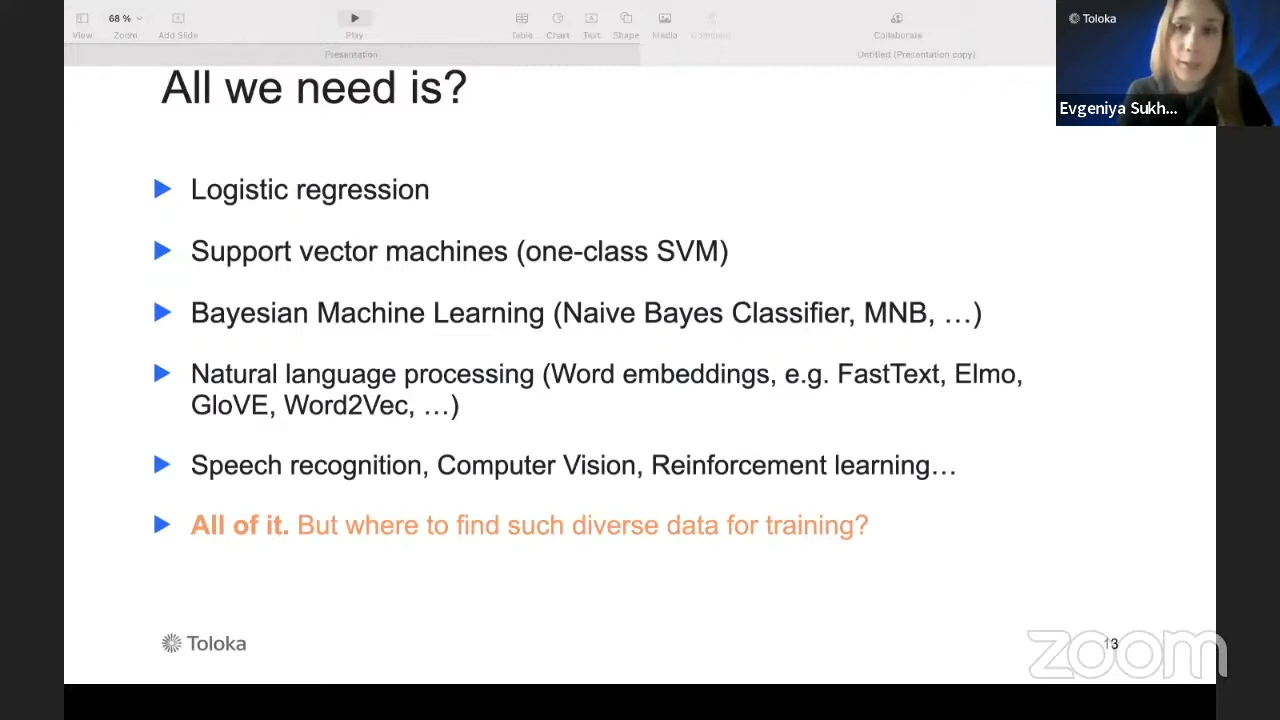 68 %
View
Zoom
Add Slide
Play
Table
Chart
Text
Shape
Media
Comment
Collaborate
Presentation
Untitled (Presentation copy)
Toloka
Evgeniya Sukh...
All we need is?
Logistic regression
Support vector machines (one-class SVM)
Bayesian Machine Learning (Naive Bayes Classifier, MNB, …)
Natural language processing (Word embeddings, e.g. FastText, Elmo,
GloVE, Word2Vec, …)
Speech recognition, Computer Vision, Reinforcement learning…
All of it. But where to find such diverse data for training?
Toloka
13
zoom